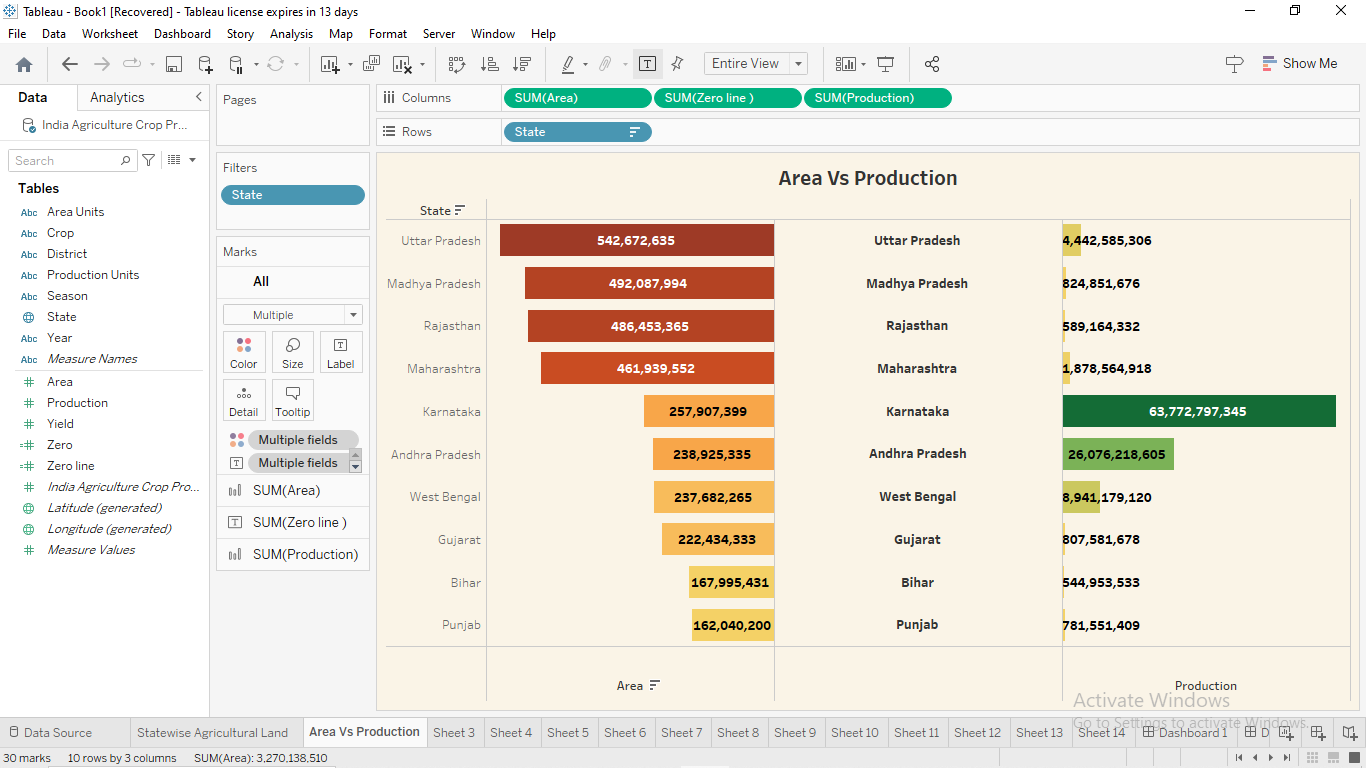 Tableau - Book1 [Recovered] - Tableau license expires in 13 days
File Data Worksheet Dashboard Story Analysis Map Format Server Window Help
Entire View
Show Me
Data Analytics
India Agriculture Crop Pr...
Search
Tables
Abc Area Units
Abc Crop
Abc District
Abc Production Units
Abc Season
State
Abc Year
Abc Measure Names
Area
Production
Yield
Zero
Zero line
India Agriculture Crop Pro...
Latitude (generated)
Longitude (generated)
Measure Values
Pages
Filters
State
Marks
All
Multiple
Color Size Label
Detail Tooltip
Multiple fields
Multiple fields
SUM(Area)
SUM(Zero line )
SUM(Production)
Columns SUM(Area) SUM(Zero line ) SUM(Production)
Rows State
Area Vs Production
State
Uttar Pradesh 542,672,635 Uttar Pradesh 4,442,585,306
Madhya Pradesh 492,087,994 Madhya Pradesh 824,851,676
Rajasthan 486,453,365 Rajasthan 589,164,332
Maharashtra 461,939,552 Maharashtra 1,878,564,918
Karnataka 257,907,399 Karnataka 63,772,797,345
Andhra Pradesh 238,925,335 Andhra Pradesh 26,076,218,605
West Bengal 237,682,265 West Bengal 8,941,179,120
Gujarat 222,434,333 Gujarat 807,581,678
Bihar 167,995,431 Bihar 544,953,533
Punjab 162,040,200 Punjab 781,551,409
Area Production
Activate Windows
Go to Settings to activate Windows.
Data Source Statewise Agricultural Land Area Vs Production Sheet 3 Sheet 4 Sheet 5 Sheet 6 Sheet 7 Sheet 8 Sheet 9 Sheet 10 Sheet 11 Sheet 12 Sheet 13 Sheet 14 Dashboard 1 D
30 marks 10 rows by 3 columns SUM(Area): 3,270,138,510